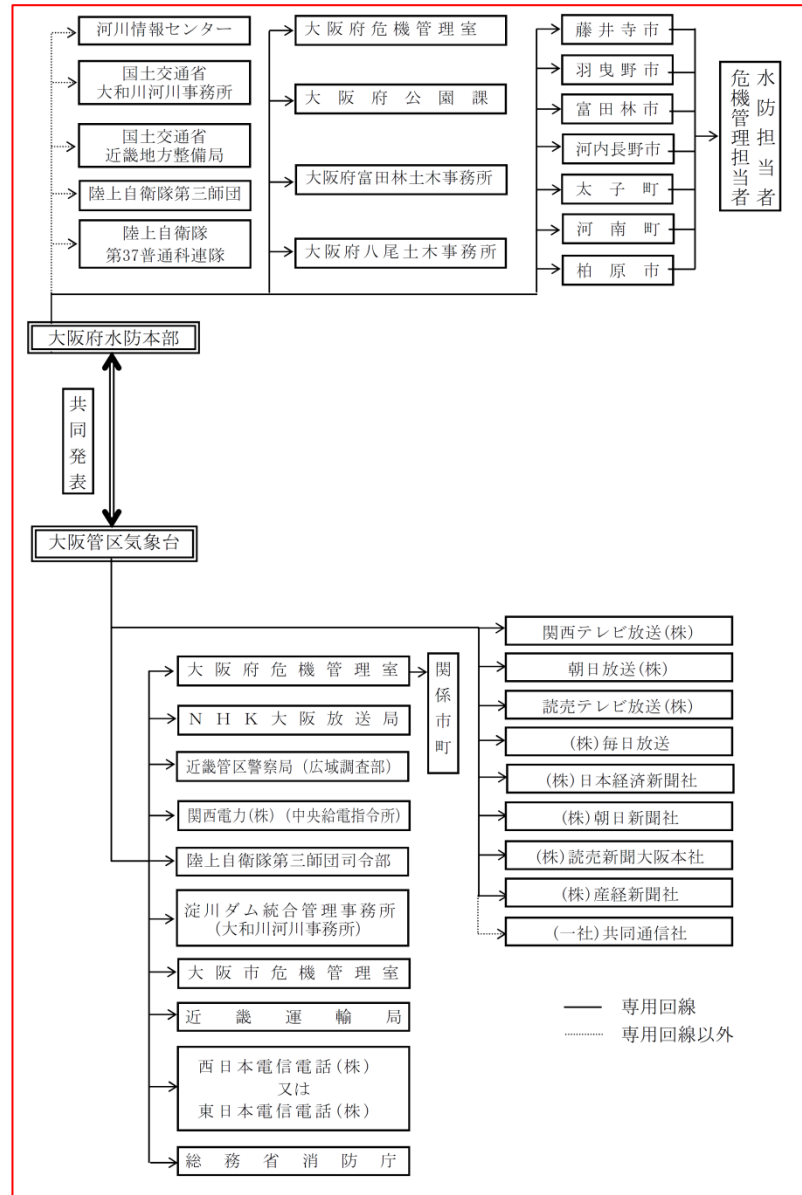 河川情報センター
国土交通省
大和川河川事務所
国土交通省
近畿地方整備局
陸上自衛隊第三師団
陸上自衛隊
第37普通科連隊
大阪府危機管理室
大阪府公園課
大阪府富田林土木事務所
大阪府八尾土木事務所
藤井寺市
羽曳野市
富田林市
河内長野市
太子町
河南町
柏原市
水防担当者
危機管理担当者
大阪府水防本部
共同発表
大阪管区気象台
大阪府危機管理室
関係市町
NHK大阪放送局
近畿管区警察局(広域調査部)
関西電力(株)(中央給電指令所)
陸上自衛隊第三師団司令部
淀川ダム統合管理事務所
(大和川河川事務所)
大阪市危機管理室
近畿運輸局
西日本電信電話(株)
又は
東日本電信電話(株)
総務省消防庁
関西テレビ放送(株)
朝日放送(株)
読売テレビ放送(株)
(株)毎日放送
(株)日本経済新聞社
(株)朝日新聞社
(株)読売新聞大阪本社
(株)産経新聞社
(一社)共同通信社
専用回線
専用回線以外